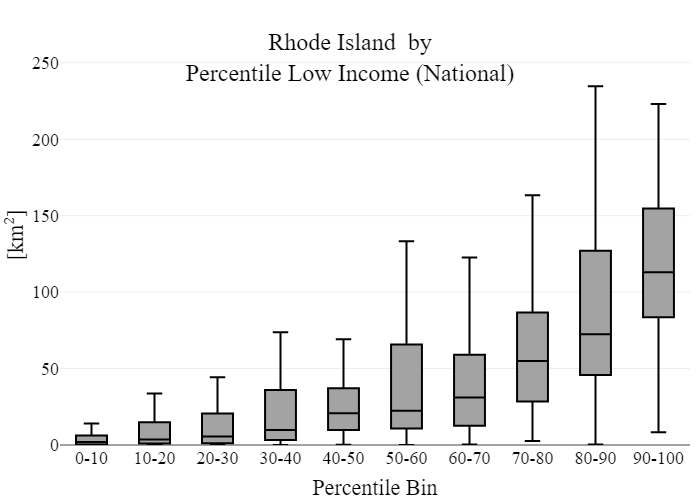 Rhode Island by
Percentile Low Income (National)
250
200
150
100
50
0
[km²]
0-10 10-20 20-30 30-40 40-50 50-60 60-70 70-80 80-90 90-100
Percentile Bin